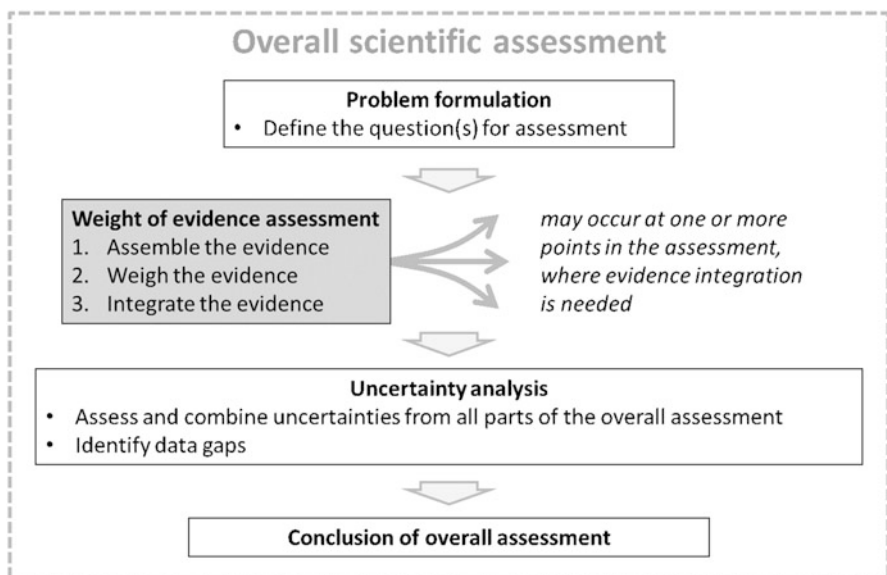 Overall scientific assessment
Problem formulation
• Define the question(s) for assessment
Weight of evidence assessment
1. Assemble the evidence
2. Weigh the evidence
3. Integrate the evidence
may occur at one or more
points in the assessment,
where evidence integration
is needed
Uncertainty analysis
• Assess and combine uncertainties from all parts of the overall assessment
• Identify data gaps
Conclusion of overall assessment